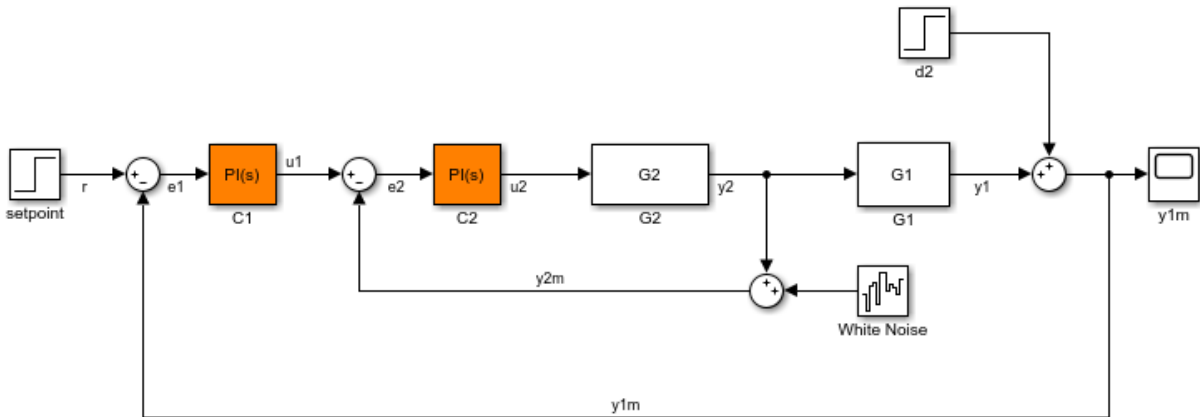 d2
setpoint
r
+
−
e1
PI(s)
C1
u1
+
−
e2
PI(s)
C2
u2
G2
G2
y2
G1
G1
y1
+
+
y1m
y2m
+
+
White Noise
y1m